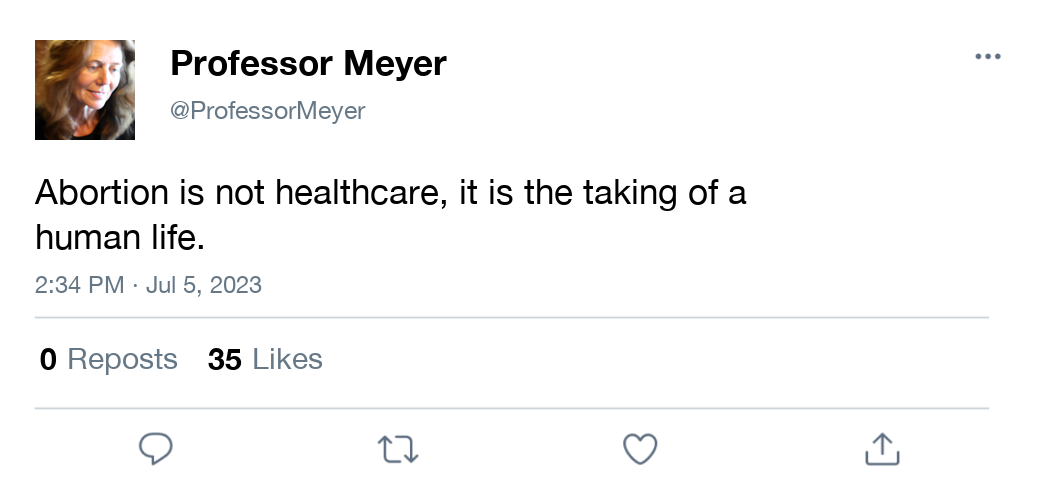 Professor Meyer
@ProfessorMeyer
Abortion is not healthcare, it is the taking of a
human life.
2:34 PM · Jul 5, 2023
0 Reposts 35 Likes